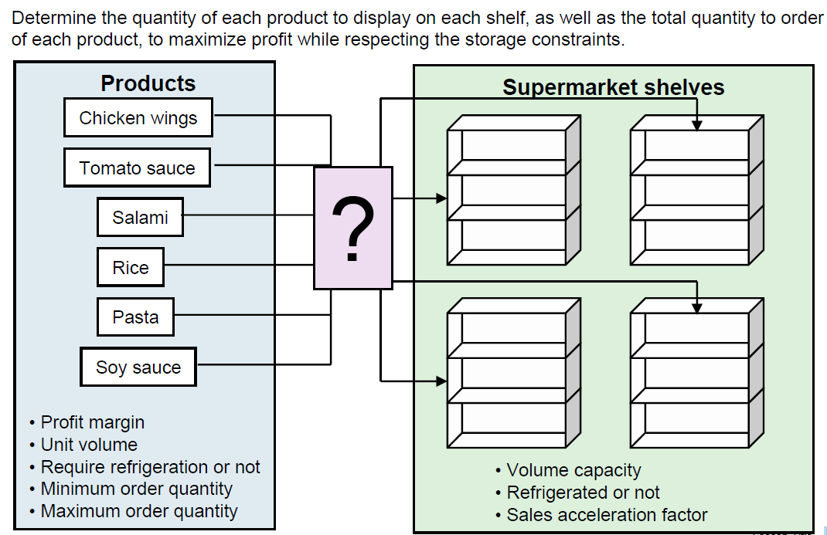 Determine the quantity of each product to display on each shelf, as well as the total quantity to order
of each product, to maximize profit while respecting the storage constraints.
Products
Chicken wings
Tomato sauce
Salami
Rice
Pasta
Soy sauce
• Profit margin
• Unit volume
• Require refrigeration or not
• Minimum order quantity
• Maximum order quantity
?
Supermarket shelves
• Volume capacity
• Refrigerated or not
• Sales acceleration factor